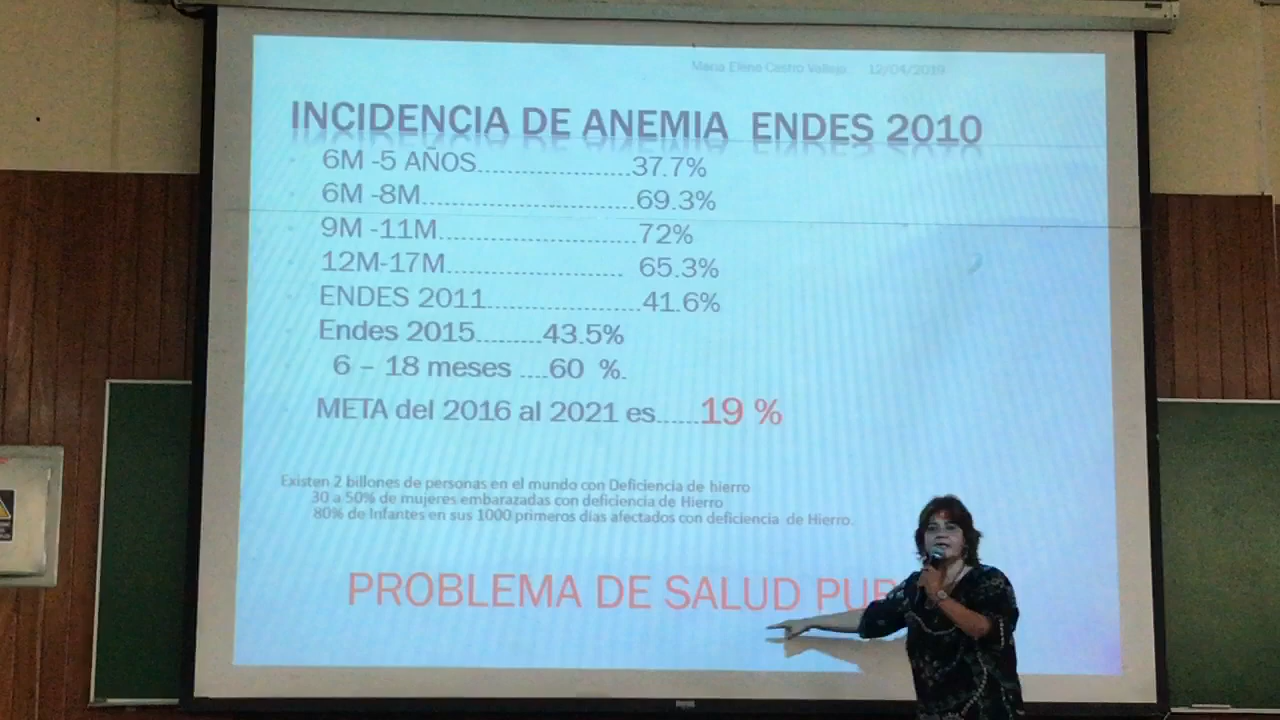 Maria Elena Castro Vallejo 12/04/2019
INCIDENCIA DE ANEMIA ENDES 2010
6M -5 AÑOS......................37.7%
6M -8M..............................69.3%
9M -11M............................72%
12M-17M......................... 65.3%
ENDES 2011......................41.6%
Endes 2015.........43.5%
6 – 18 meses ....60 %.
META del 2016 al 2021 es......19 %
Existen 2 billones de personas en el mundo con Deficiencia de hierro
30 a 50% de mujeres embarazadas con deficiencia de Hierro
80% de Infantes en sus 1000 primeros días afectados con deficiencia de Hierro.
PROBLEMA DE SALUD